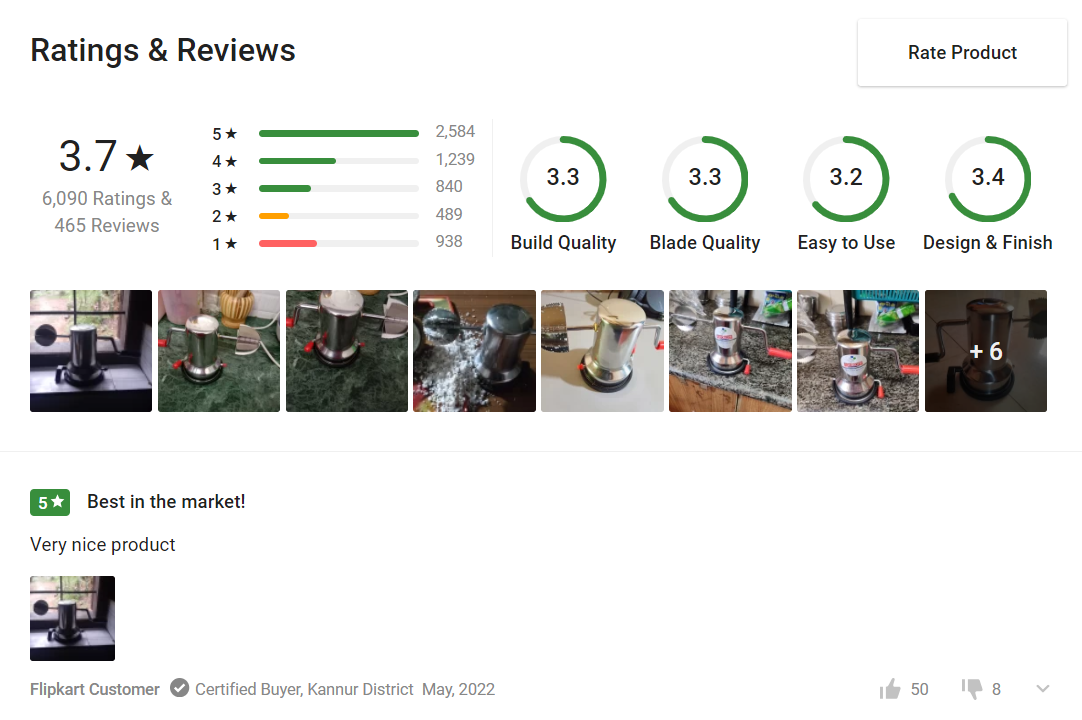 Ratings & Reviews
Rate Product
3.7★
6,090 Ratings &
465 Reviews
5★ 2,584
4★ 1,239
3★ 840
2★ 489
1★ 938
3.3
Build Quality
3.3
Blade Quality
3.2
Easy to Use
3.4
Design & Finish
+ 6
5★ Best in the market!
Very nice product
Flipkart Customer Certified Buyer, Kannur District May, 2022
50 8